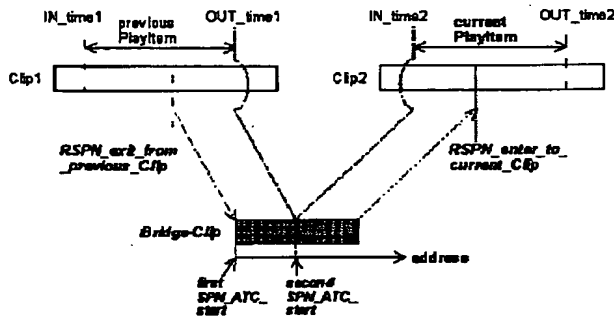 IN_time1
previous
PlayItem
OUT_time1
IN_time2
current
PlayItem
OUT_time2
Clip1
Clip2
RSPN_exit_from
_previous_Clip
RSPN_enter_to_
current_Clip
Bridge-Clip
address
first
SPN_ATC_
start
second
SPN_ATC_
start